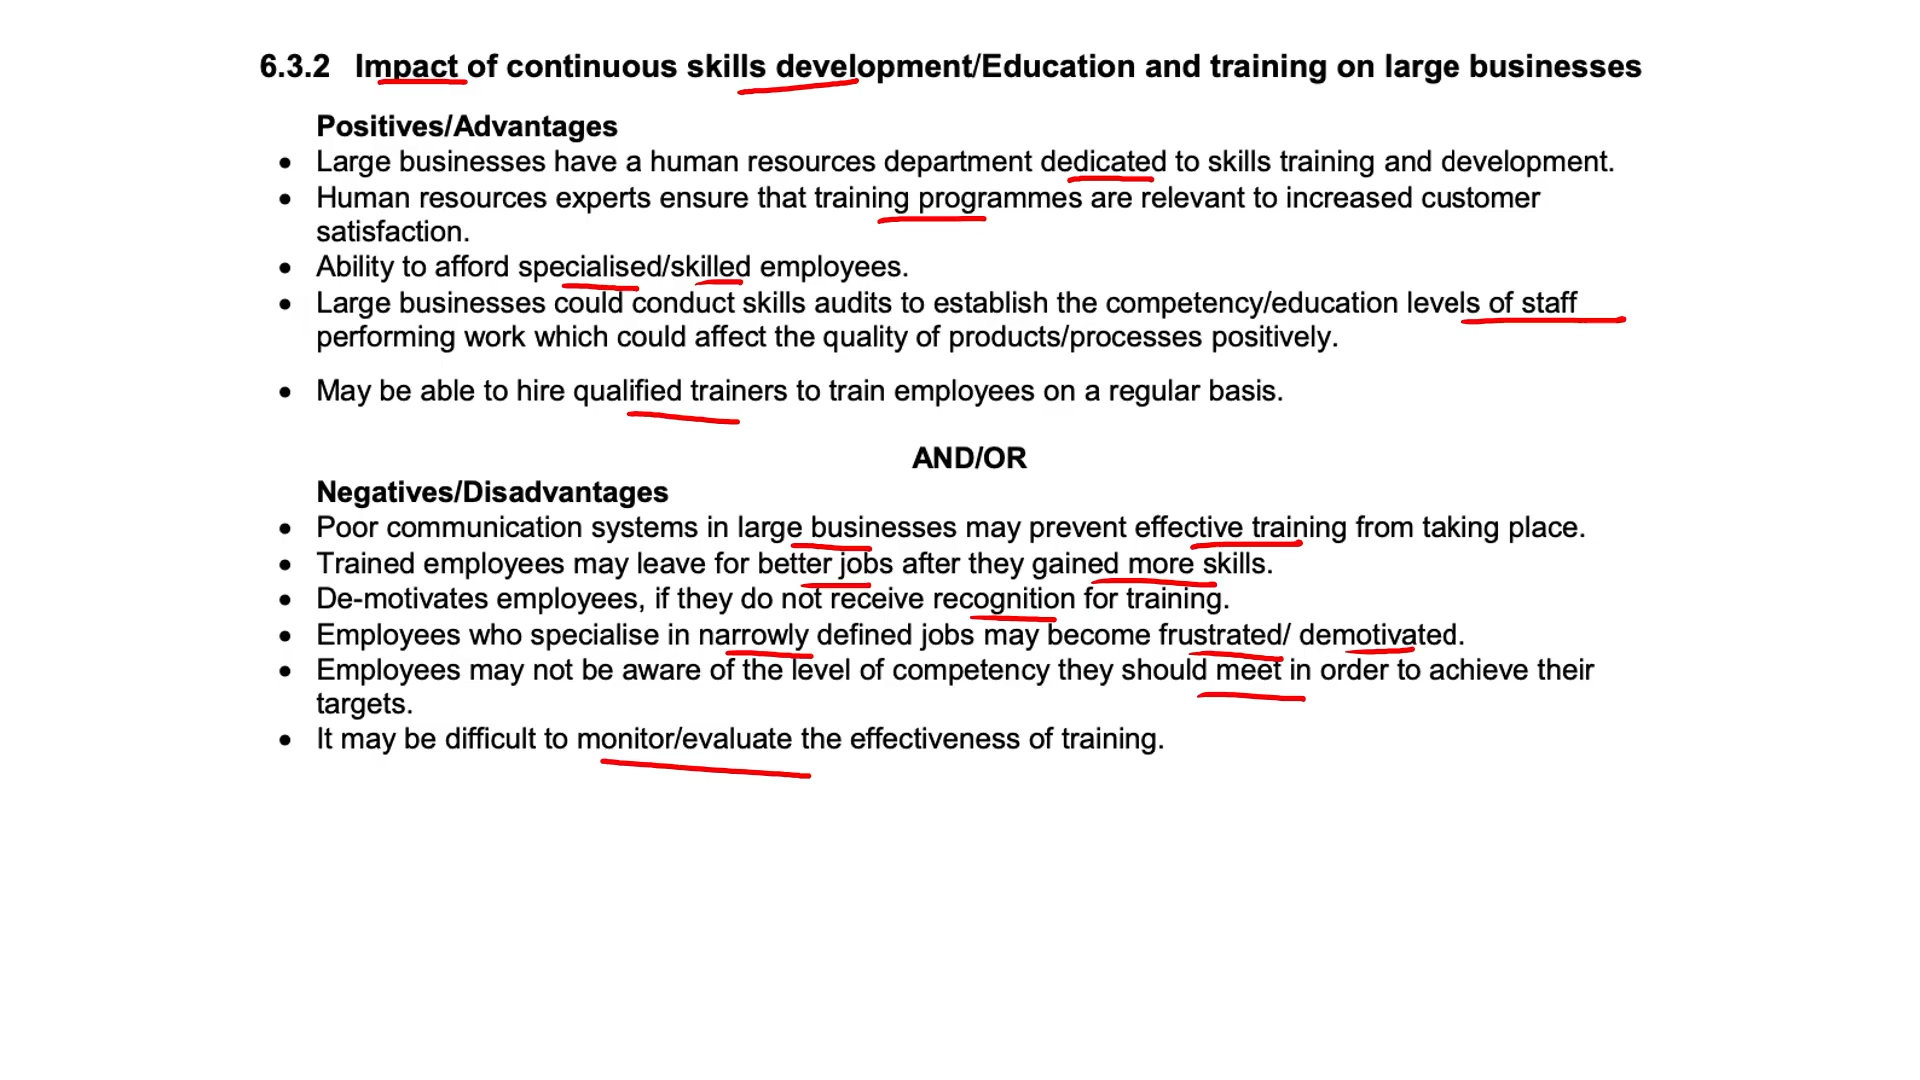 6.3.2 Impact of continuous skills development/Education and training on large businesses
Positives/Advantages
• Large businesses have a human resources department dedicated to skills training and development.
• Human resources experts ensure that training programmes are relevant to increased customer
satisfaction.
• Ability to afford specialised/skilled employees.
• Large businesses could conduct skills audits to establish the competency/education levels of staff
performing work which could affect the quality of products/processes positively.
• May be able to hire qualified trainers to train employees on a regular basis.
AND/OR
Negatives/Disadvantages
• Poor communication systems in large businesses may prevent effective training from taking place.
• Trained employees may leave for better jobs after they gained more skills.
• De-motivates employees, if they do not receive recognition for training.
• Employees who specialise in narrowly defined jobs may become frustrated/ demotivated.
• Employees may not be aware of the level of competency they should meet in order to achieve their
targets.
• It may be difficult to monitor/evaluate the effectiveness of training.